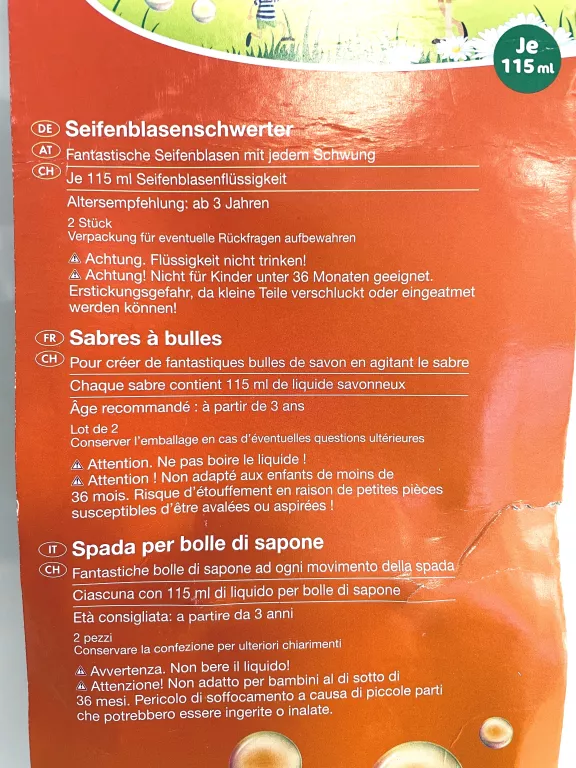 Je
115 ml
DE Seifenblasenschwerter
AT Fantastische Seifenblasen mit jedem Schwung
CH Je 115 ml Seifenblasenflüssigkeit
Altersempfehlung: ab 3 Jahren
2 Stück
Verpackung für eventuelle Rückfragen aufbewahren
⚠ Achtung. Flüssigkeit nicht trinken!
⚠ Achtung! Nicht für Kinder unter 36 Monaten geeignet.
Erstickungsgefahr, da kleine Teile verschluckt oder eingeatmet
werden können!
FR Sabres à bulles
CH Pour créer de fantastiques bulles de savon en agitant le sabre
Chaque sabre contient 115 ml de liquide savonneux
Âge recommandé : à partir de 3 ans
Lot de 2
Conserver l'emballage en cas d'éventuelles questions ultérieures
⚠ Attention. Ne pas boire le liquide !
⚠ Attention ! Non adapté aux enfants de moins de
36 mois. Risque d'étouffement en raison de petites pièces
susceptibles d'être avalées ou aspirées !
IT Spada per bolle di sapone
CH Fantastiche bolle di sapone ad ogni movimento della spada
Ciascuna con 115 ml di liquido per bolle di sapone
Età consigliata: a partire da 3 anni
2 pezzi
Conservare la confezione per ulteriori chiarimenti
⚠ Avvertenza. Non bere il liquido!
⚠ Attenzione! Non adatto per bambini al di sotto di
36 mesi. Pericolo di soffocamento a causa di piccole parti
che potrebbero essere ingerite o inalate.